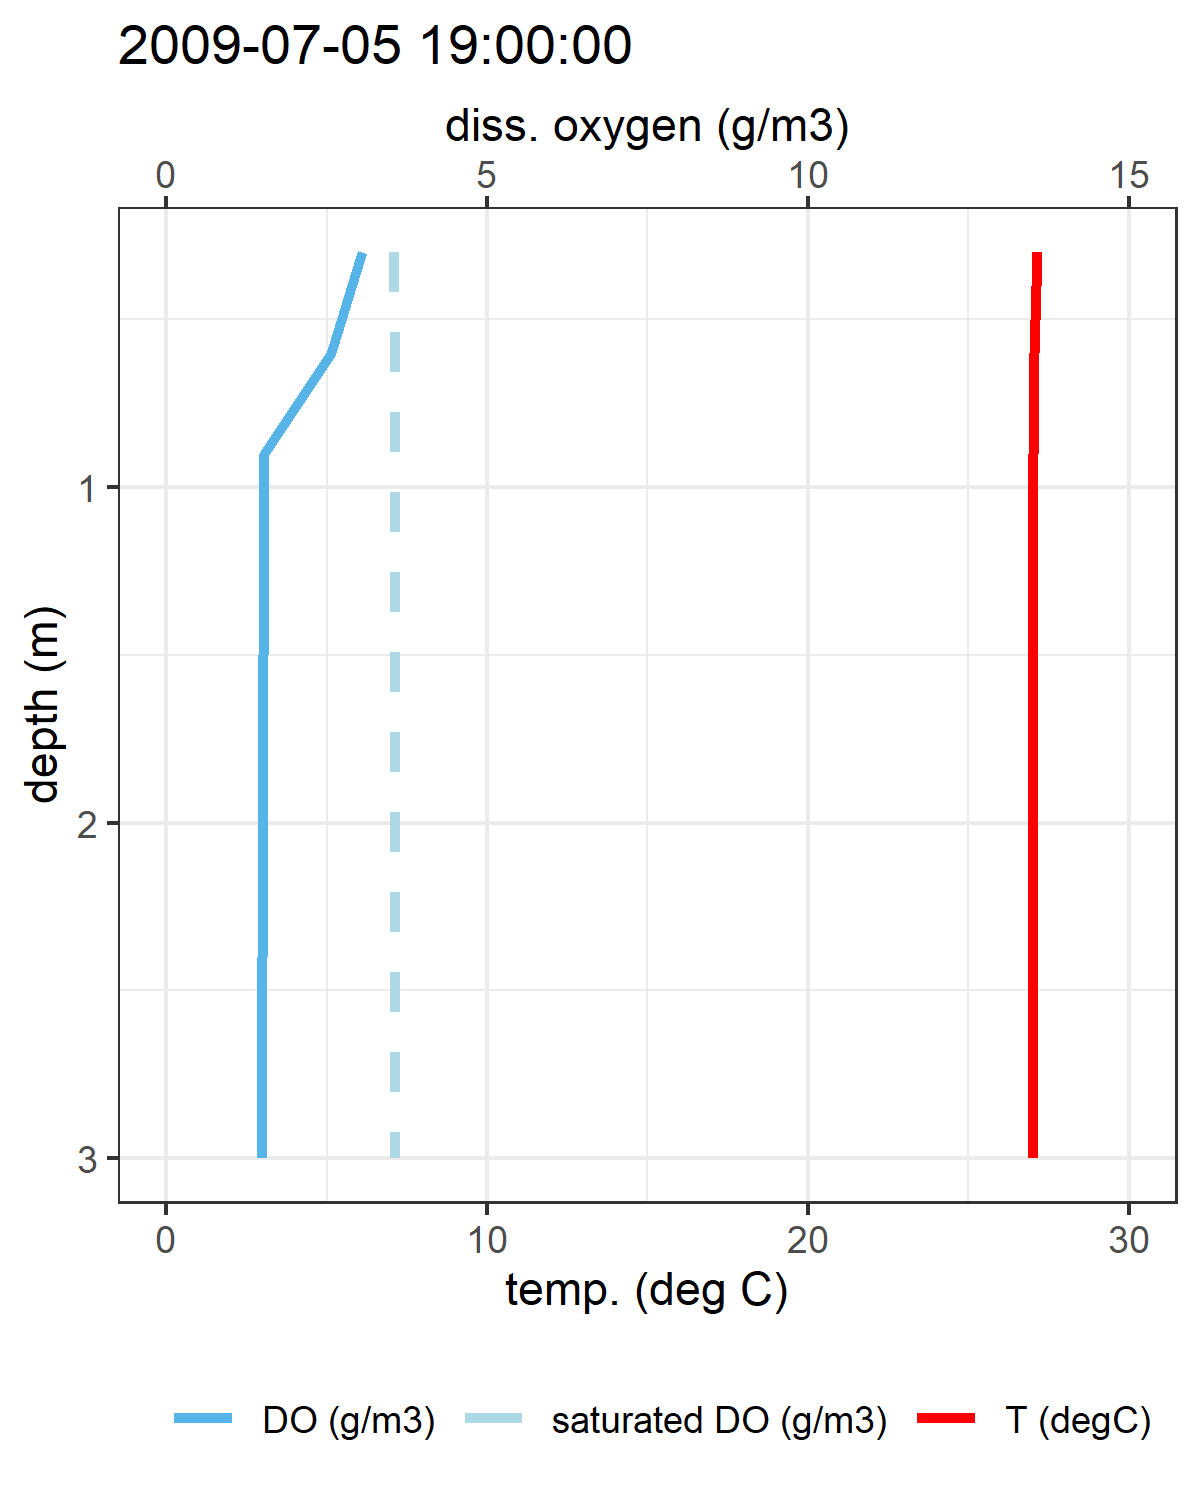 2009-07-05 19:00:00
diss. oxygen (g/m3)
0 5 10 15
depth (m)
1
2
3
0 10 20 30
temp. (deg C)
DO (g/m3) saturated DO (g/m3) T (degC)